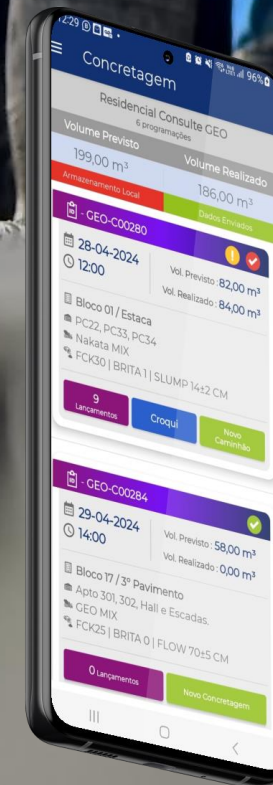 12:29
96%
Concretagem
Residencial Consulte GEO
6 programações
Volume Previsto
Volume Realizado
199,00 m³
186,00 m³
Armazenamento Local
Dados Enviados
- GEO-C00280
28-04-2024
12:00
Vol. Previsto : 82,00 m³
Vol. Realizado : 84,00 m³
Bloco 01 / Estaca
PC22, PC33, PC34
Nakata MIX
FCK30 | BRITA 1 | SLUMP 14±2 CM
9
Lançamentos
Croqui
Novo
Caminhão
- GEO-C00284
29-04-2024
14:00
Vol. Previsto : 58,00 m³
Vol. Realizado : 0,00 m³
Bloco 17 / 3° Pavimento
Apto 301, 302, Hall e Escadas.
GEO MIX
FCK25 | BRITA 0 | FLOW 70±5 CM
0 Lançamentos
Novo Concretagem